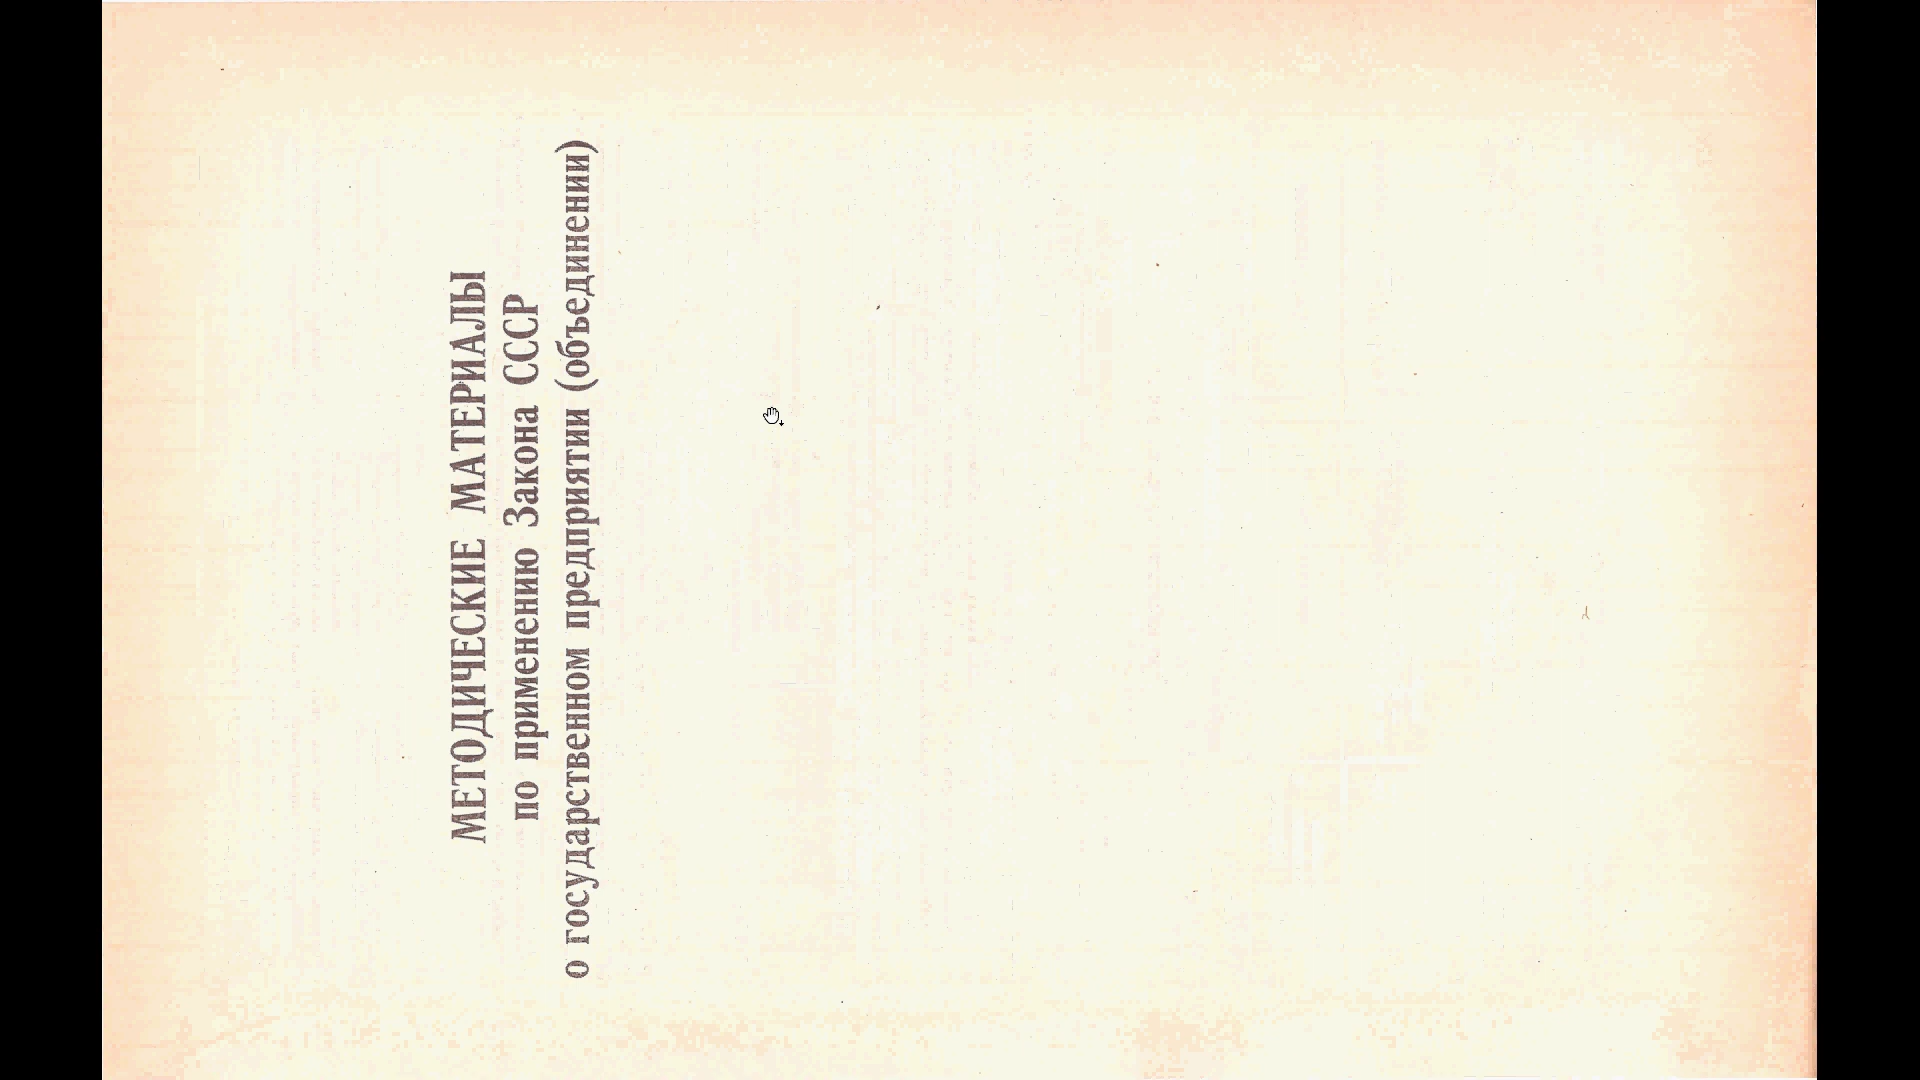 МЕТОДИЧЕСКИЕ МАТЕРИАЛЫ
по применению Закона СССР
о государственном предприятии (объединении)